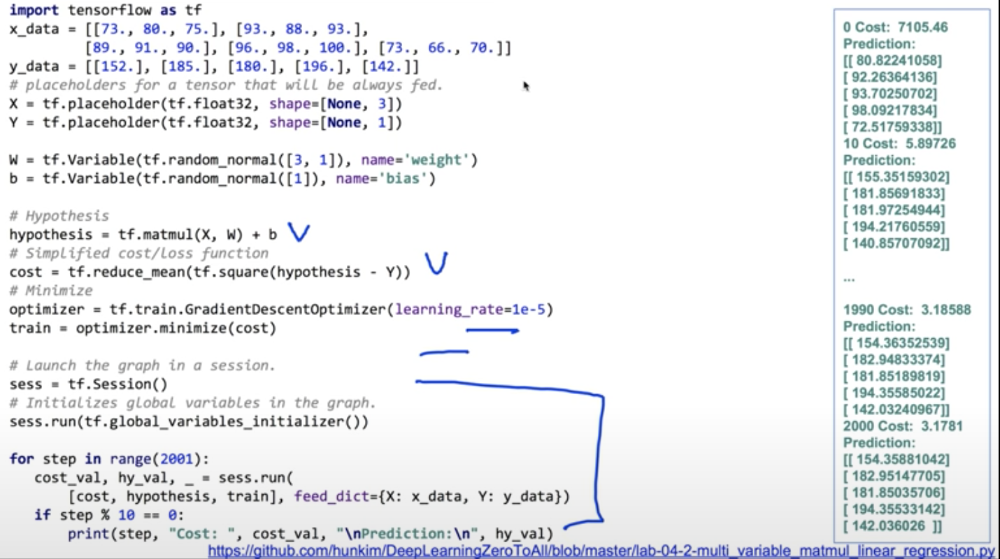 import tensorflow as tf
x_data = [[73., 80., 75.], [93., 88., 93.],
[89., 91., 90.], [96., 98., 100.], [73., 66., 70.]]
y_data = [[152.], [185.], [180.], [196.], [142.]]
# placeholders for a tensor that will be always fed.
X = tf.placeholder(tf.float32, shape=[None, 3])
Y = tf.placeholder(tf.float32, shape=[None, 1])
W = tf.Variable(tf.random_normal([3, 1]), name='weight')
b = tf.Variable(tf.random_normal([1]), name='bias')
# Hypothesis
hypothesis = tf.matmul(X, W) + b
# Simplified cost/loss function
cost = tf.reduce_mean(tf.square(hypothesis - Y))
# Minimize
optimizer = tf.train.GradientDescentOptimizer(learning_rate=1e-5)
train = optimizer.minimize(cost)
# Launch the graph in a session.
sess = tf.Session()
# Initializes global variables in the graph.
sess.run(tf.global_variables_initializer())
for step in range(2001):
cost_val, hy_val, _ = sess.run(
[cost, hypothesis, train], feed_dict={X: x_data, Y: y_data})
if step % 10 == 0:
print(step, "Cost: ", cost_val, "\nPrediction:\n", hy_val)
0 Cost: 7105.46
Prediction:
[[ 80.82241058]
[ 92.26364136]
[ 93.70250702]
[ 98.09217834]
[ 72.51759338]]
10 Cost: 5.89726
Prediction:
[[ 155.35159302]
[ 181.85691833]
[ 181.97254944]
[ 194.21760559]
[ 140.85707092]]
...
1990 Cost: 3.18588
Prediction:
[[ 154.36352539]
[ 182.94833374]
[ 181.85189819]
[ 194.35585022]
[ 142.03240967]]
2000 Cost: 3.1781
Prediction:
[[ 154.35881042]
[ 182.95147705]
[ 181.85035706]
[ 194.35533142]
[ 142.036026 ]]
https://github.com/hunkim/DeepLearningZeroToAll/blob/master/lab-04-2-multi_variable_matmul_linear_regression.py